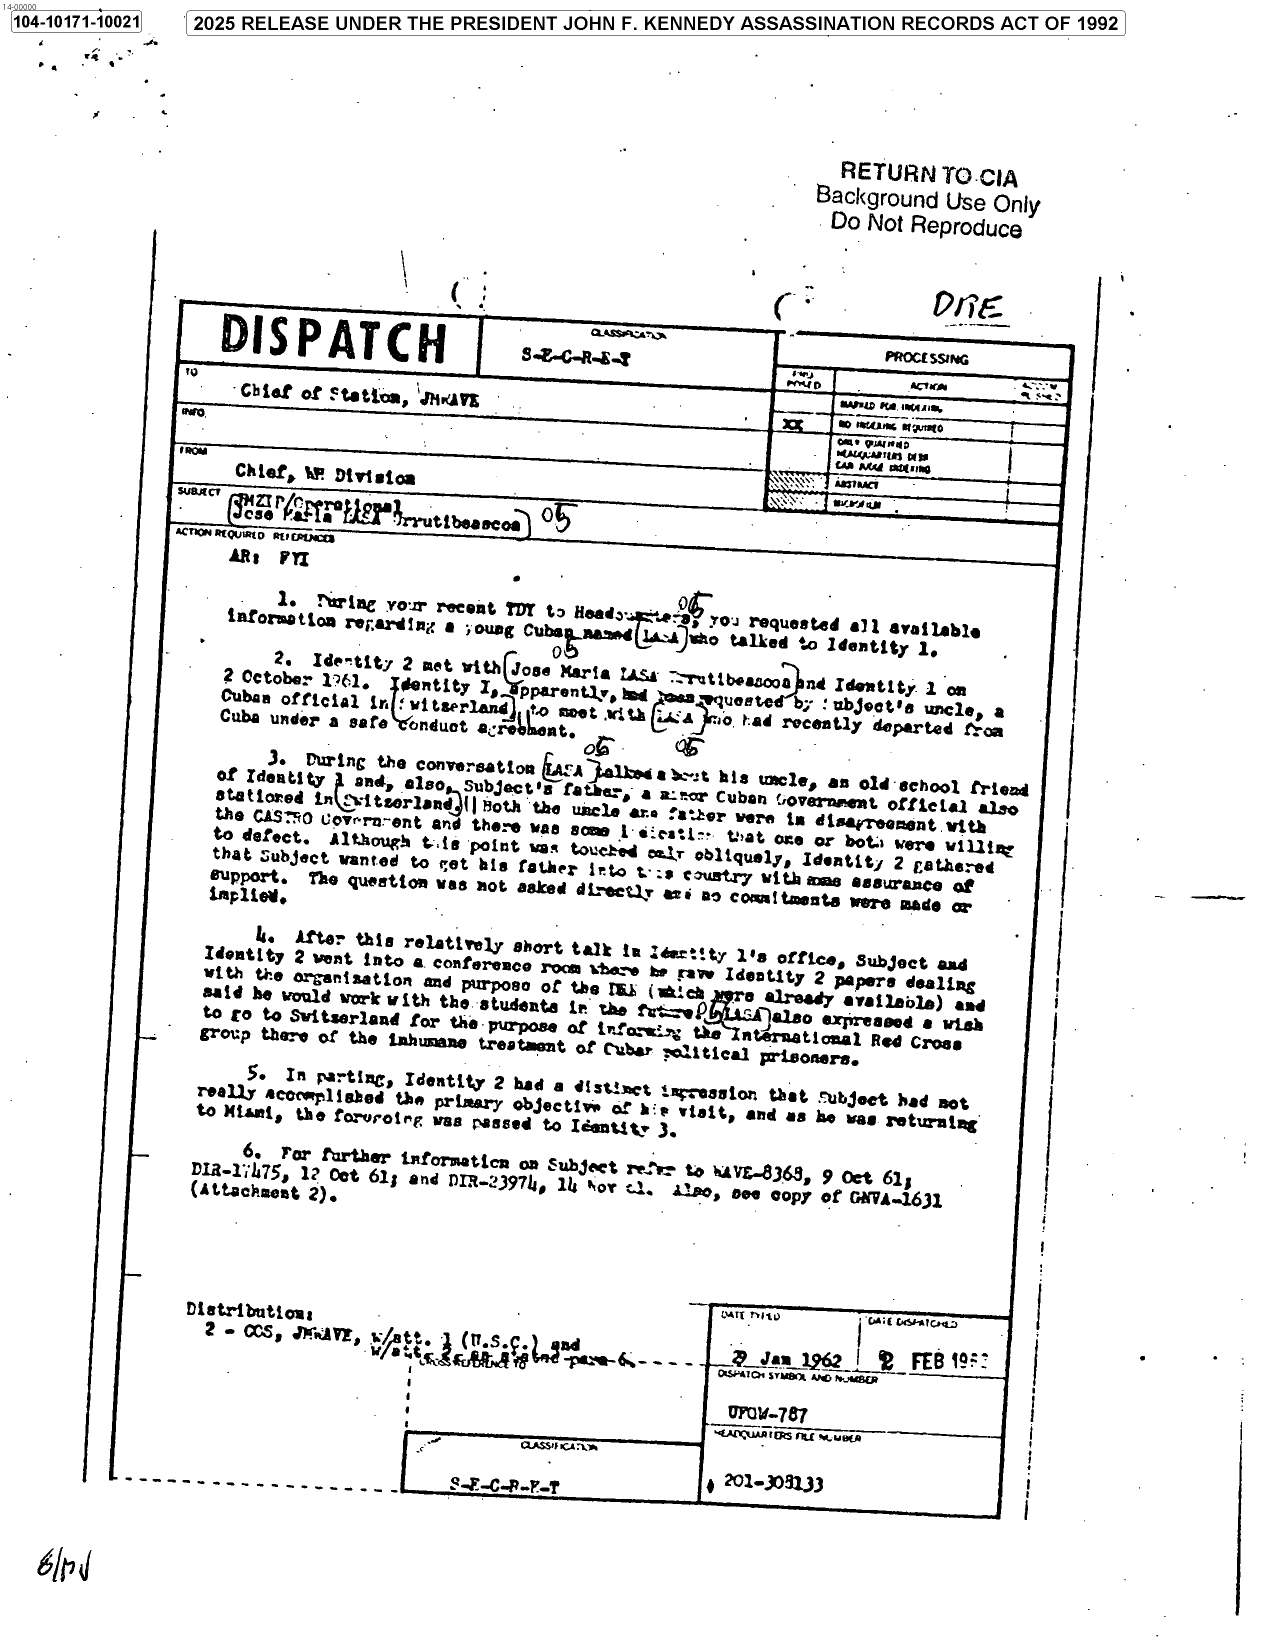 14-00000
104-10171-10021
2025 RELEASE UNDER THE PRESIDENT JOHN F. KENNEDY ASSASSINATION RECORDS ACT OF 1992
RETURN TO CIA
Background Use Only
Do Not Reproduce
DRE
DISPATCH
CLASSIFICATION
S-E-C-R-E-T
PROCESSING
TO
Chief of Station, JMWAVE
ACTION
MARKED FOR INDEXING
INFO.
XX NO INDEXING REQUIRED
ONLY QUALIFIED
HEADQUARTERS DESK
CAN JUDGE INDEXING
FROM
Chief, WH Division
ABSTRACT
MICROFILM
SUBJECT
JMZIP/Operational
Jose Maria LASA Urrutibeascoa 05
ACTION REQUIRED REFERENCES
AR: FYI
1. During your recent TDY to Headquarters, you requested all available
information regarding a young Cuban named LASA who talked to Identity 1.
2. Identity 2 met with Jose Maria LASA Urrutibeascoa and Identity 1 on
2 October 1961. Identity I, apparently, had been requested by Subject's uncle, a
Cuban official in Switzerland, to meet with LASA who had recently departed from
Cuba under a safe conduct agreement.
3. During the conversation LASA talked about his uncle, an old school friend
of Identity 1 and, also, Subject's father, a minor Cuban Government official also
stationed in Switzerland. Both the uncle and father were in disagreement with
the CASTRO Government and there was some indication that one or both were willing
to defect. Although this point was touched only obliquely, Identity 2 gathered
that Subject wanted to get his father into this country with some assurance of
support. The question was not asked directly and no commitments were made or
implied.
4. After this relatively short talk in Identity 1's office, Subject and
Identity 2 went into a conference room where he gave Identity 2 papers dealing
with the organization and purpose of the DRE (which were already available) and
said he would work with the students in the future. LASA also expressed a wish
to go to Switzerland for the purpose of informing the International Red Cross
group there of the inhumane treatment of Cuban political prisoners.
5. In parting, Identity 2 had a distinct impression that Subject had not
really accomplished the primary objective of his visit, and as he was returning
to Miami, the foregoing was passed to Identity 3.
6. For further information on Subject refer to WAVE-8368, 9 Oct 61;
DIR-17475, 12 Oct 61; and DIR-23974, 14 Nov 61. Also, see copy of GNVA-1631
(Attachment 2).
Distribution:
2 - COS, JMWAVE, w/att. 1 (U.S.C.) and
w/att. 2, as stated para 6.
CROSS REFERENCE TO
DATE TYPED
DATE DISPATCHED
29 Jan 1962
2 FEB
DISPATCH SYMBOL AND NUMBER
UFGW-787
HEADQUARTERS FILE NUMBER
CLASSIFICATION
S-E-C-R-E-T
201-308133